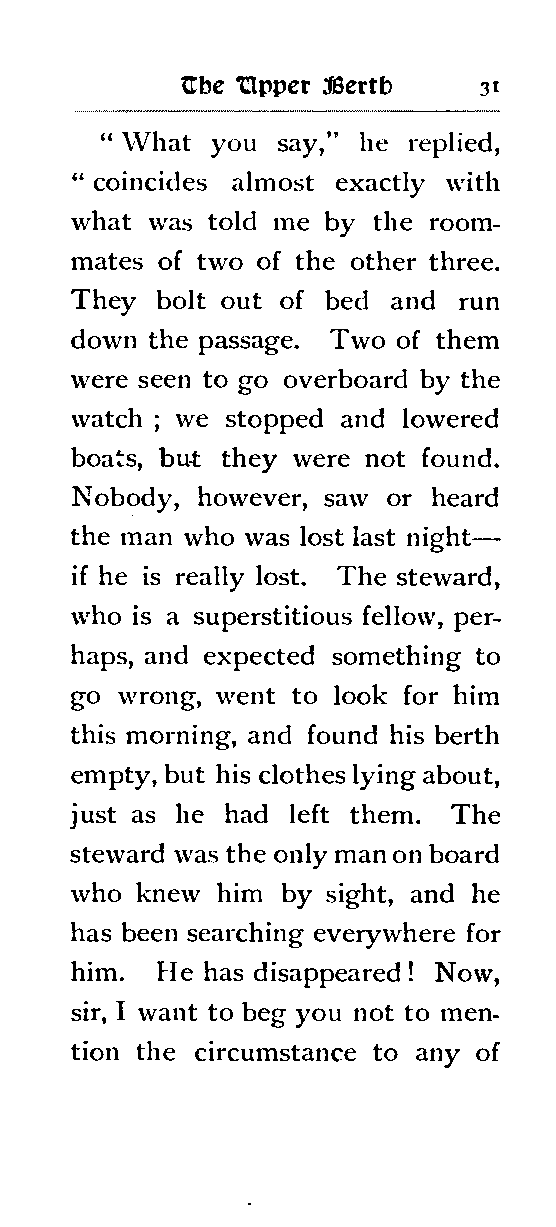 The Upper Berth 31
“ What you say,” he replied,
“ coincides almost exactly with
what was told me by the room-
mates of two of the other three.
They bolt out of bed and run
down the passage. Two of them
were seen to go overboard by the
watch ; we stopped and lowered
boats, but they were not found.
Nobody, however, saw or heard
the man who was lost last night—
if he is really lost. The steward,
who is a superstitious fellow, per-
haps, and expected something to
go wrong, went to look for him
this morning, and found his berth
empty, but his clothes lying about,
just as he had left them. The
steward was the only man on board
who knew him by sight, and he
has been searching everywhere for
him. He has disappeared ! Now,
sir, I want to beg you not to men-
tion the circumstance to any of